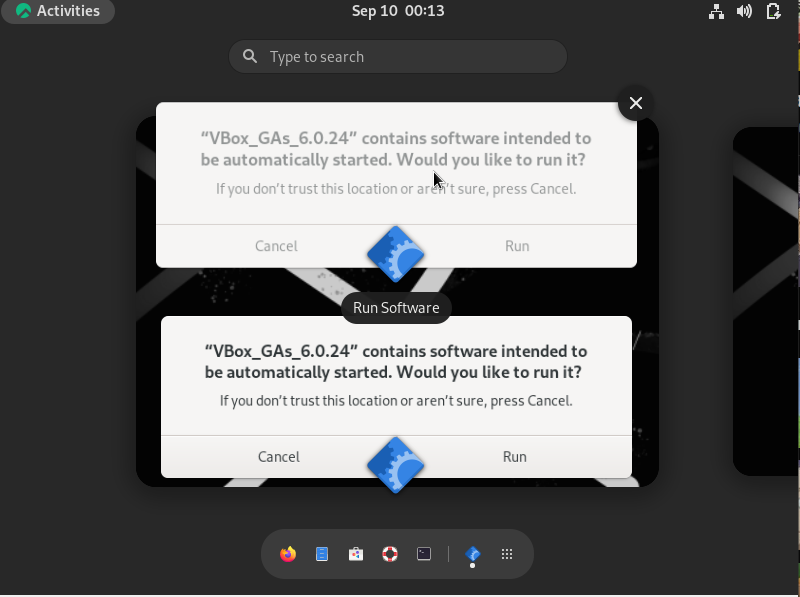 Activities
Sep 10 00:13
Type to search
“VBox_GAs_6.0.24” contains software intended to
be automatically started. Would you like to run it?
If you don’t trust this location or aren’t sure, press Cancel.
Cancel
Run
Run Software
“VBox_GAs_6.0.24” contains software intended to
be automatically started. Would you like to run it?
If you don’t trust this location or aren’t sure, press Cancel.
Cancel
Run